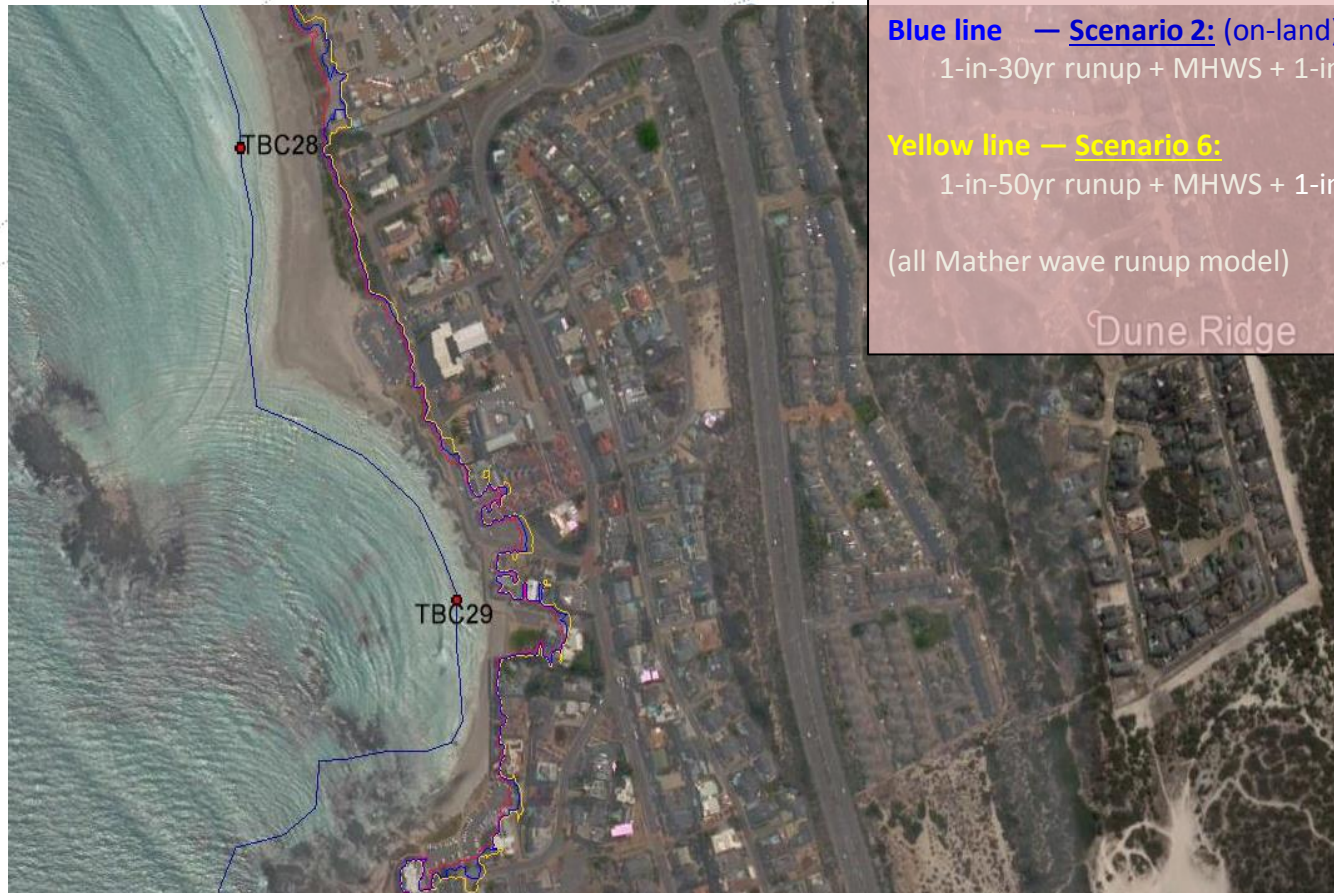 Blue line — Scenario 2: (on-land)
1-in-30yr runup + MHWS + 1-in
Yellow line — Scenario 6:
1-in-50yr runup + MHWS + 1-in
(all Mather wave runup model)
Dune Ridge
TBC28
TBC29